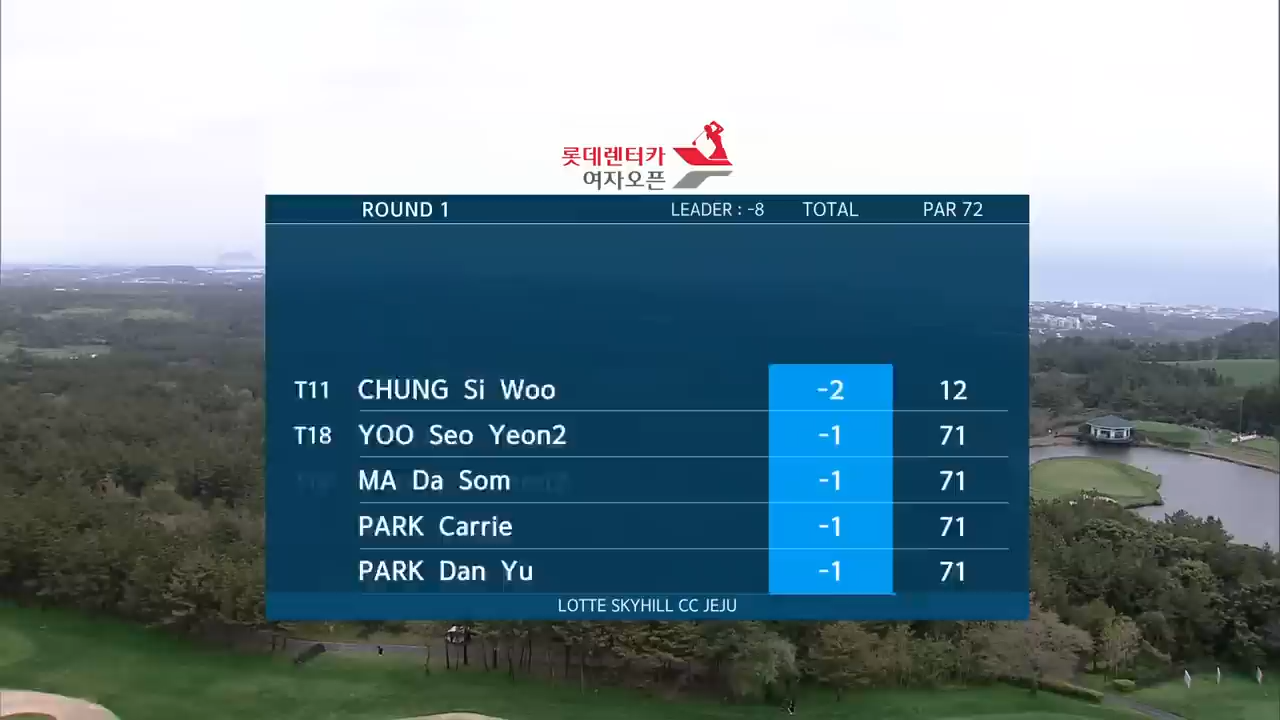 롯데렌터카
여자오픈
ROUND 1 LEADER : -8 TOTAL PAR 72
T11 CHUNG Si Woo -2 12
T18 YOO Seo Yeon2 -1 71
MA Da Som -1 71
PARK Carrie -1 71
PARK Dan Yu -1 71
LOTTE SKYHILL CC JEJU